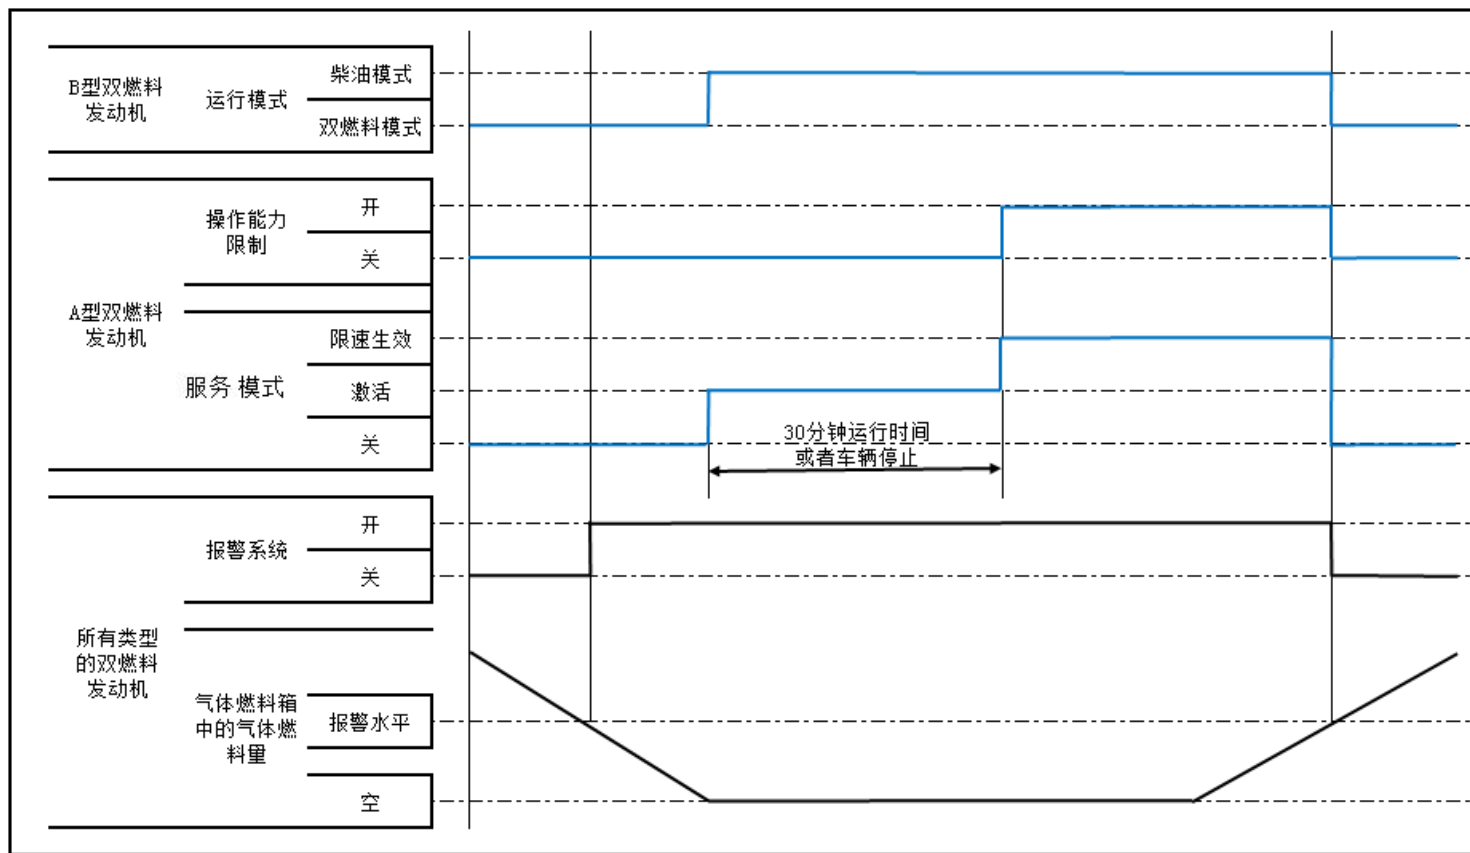 B型双燃料
发动机
运行模式
柴油模式
双燃料模式
A型双燃料
发动机
操作能力
限制
开
关
服务 模式
限速生效
激活
关
30分钟运行时间
或者车辆停止
所有类型
的双燃料
发动机
报警系统
开
关
气体燃料箱
中的气体燃
料量
报警水平
空